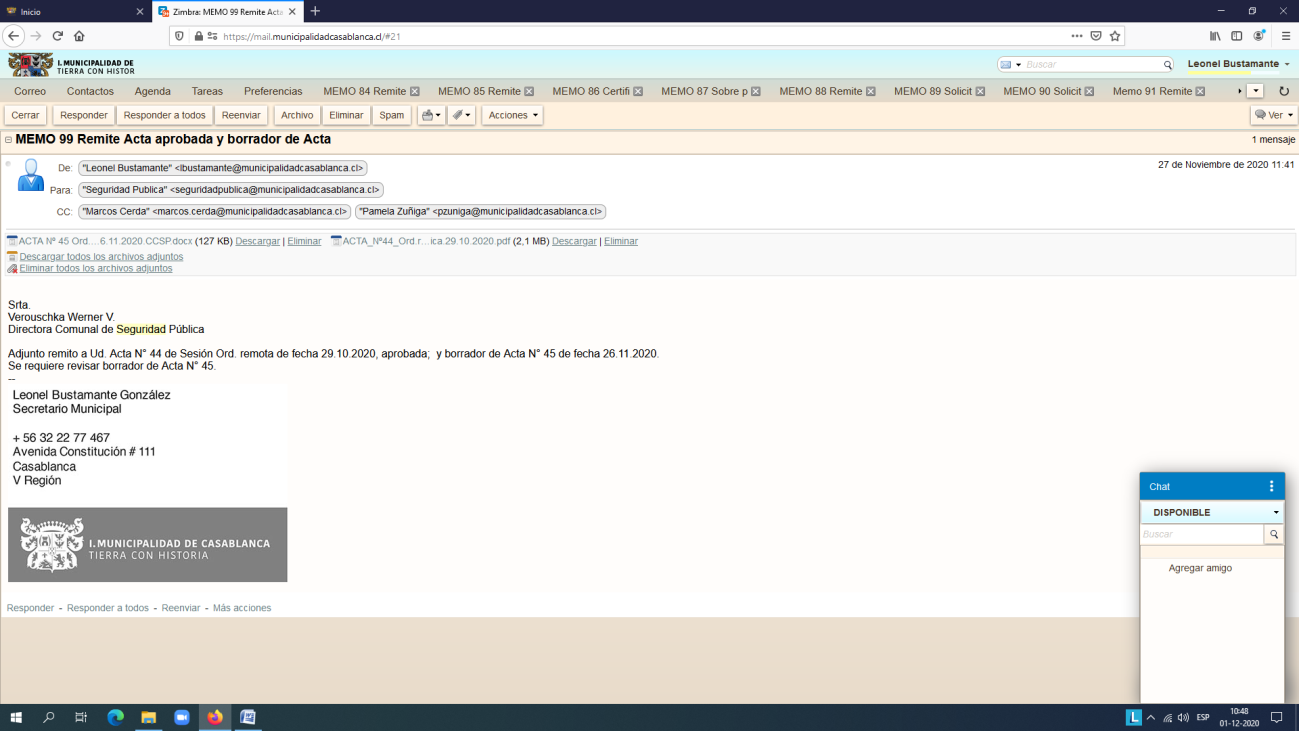 Inicio
Zimbra: MEMO 99 Remite Acta
https://mail.municipalidadcasablanca.cl/#21
I.MUNICIPALIDAD DE
TIERRA CON HISTOR
Buscar
Leonel Bustamante
Correo Contactos Agenda Tareas Preferencias MEMO 84 Remite MEMO 85 Remite MEMO 86 Certifi MEMO 87 Sobre p MEMO 88 Remite MEMO 89 Solicit MEMO 90 Solicit Memo 91 Remite
Cerrar Responder Responder a todos Reenviar Archivo Eliminar Spam Acciones Ver
MEMO 99 Remite Acta aprobada y borrador de Acta
1 mensaje
De: "Leonel Bustamante" <lbustamante@municipalidadcasablanca.cl>
27 de Noviembre de 2020 11:41
Para: "Seguridad Publica" <seguridadpublica@municipalidadcasablanca.cl>
CC: "Marcos Cerda" <marcos.cerda@municipalidadcasablanca.cl> "Pamela Zuñiga" <pzuniga@municipalidadcasablanca.cl>
ACTA Nº 45 Ord....6.11.2020.CCSP.docx (127 KB) Descargar | Eliminar ACTA_Nº44_Ord.r...ica.29.10.2020.pdf (2,1 MB) Descargar | Eliminar
Descargar todos los archivos adjuntos
Eliminar todos los archivos adjuntos
Srta.
Verouschka Werner V.
Directora Comunal de Seguridad Pública
Adjunto remito a Ud. Acta N° 44 de Sesión Ord. remota de fecha 29.10.2020, aprobada; y borrador de Acta N° 45 de fecha 26.11.2020.
Se requiere revisar borrador de Acta N° 45.
--
Leonel Bustamante González
Secretario Municipal
+ 56 32 22 77 467
Avenida Constitución # 111
Casablanca
V Región
I.MUNICIPALIDAD DE CASABLANCA
TIERRA CON HISTORIA
Responder - Responder a todos - Reenviar - Más acciones
Chat
DISPONIBLE
Buscar
Agregar amigo
L ESP 10:48
01-12-2020